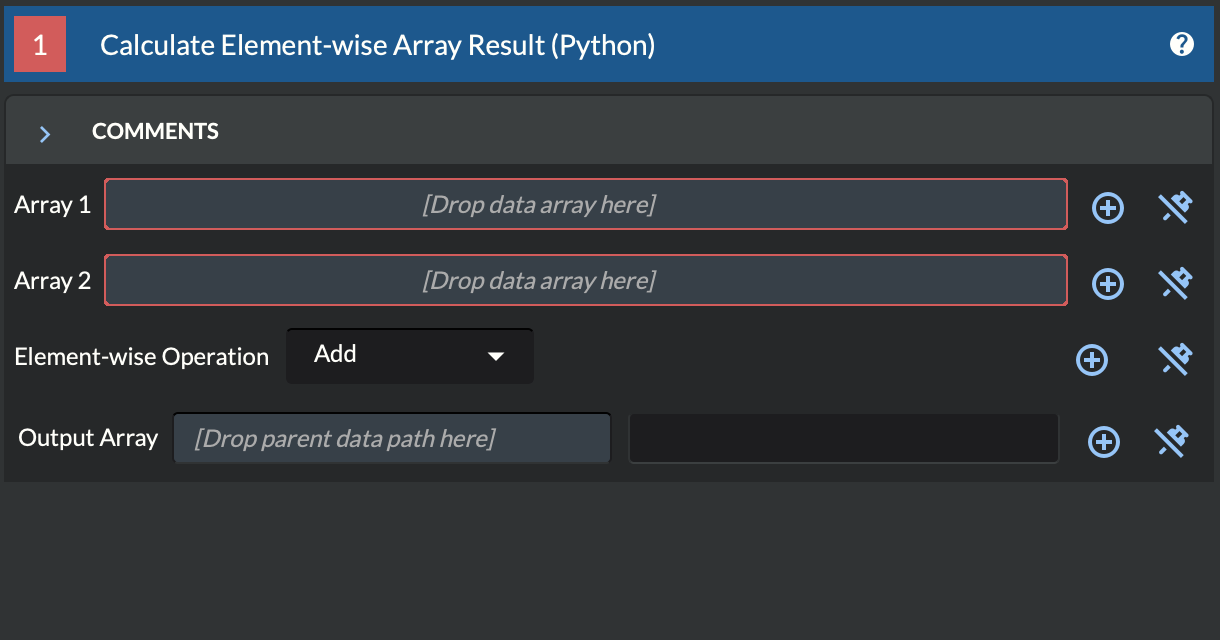 1 Calculate Element-wise Array Result (Python) ?
COMMENTS
Array 1 [Drop data array here]
Array 2 [Drop data array here]
Element-wise Operation Add
Output Array [Drop parent data path here]